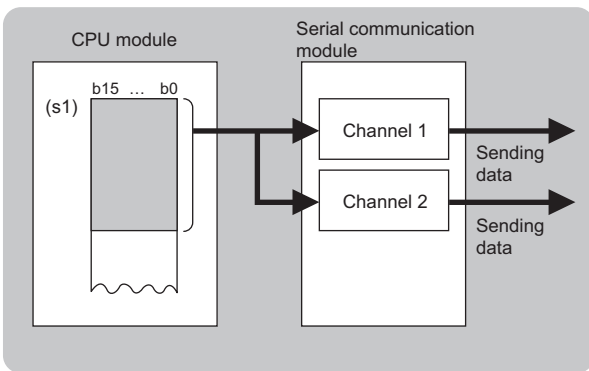 CPU module
Serial communication
module
b15 ... b0
(s1)
Channel 1
Sending
data
Channel 2
Sending
data